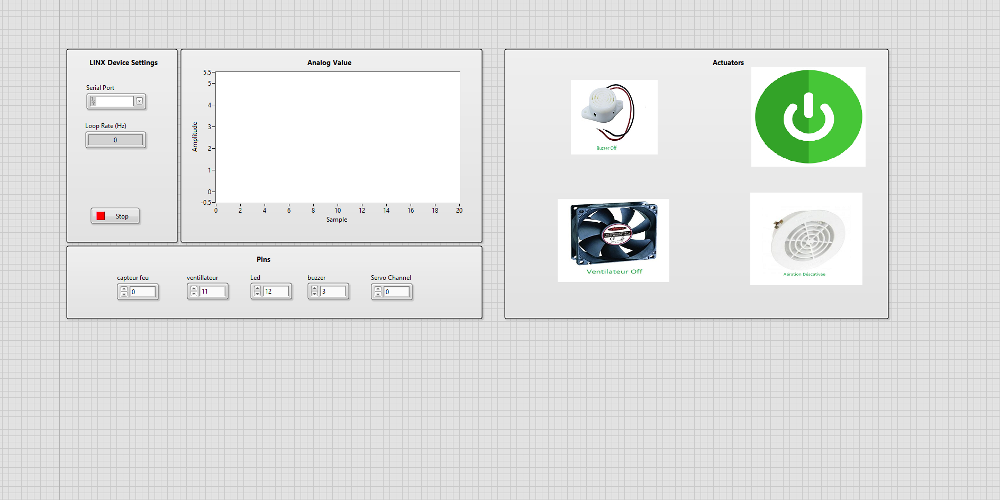 LINX Device Settings
Serial Port
I/O
Loop Rate (Hz)
0
Stop
Analog Value
Amplitude
5.5
5
4
3
2
1
0
-0.5
0 2 4 6 8 10 12 14 16 18 20
Sample
Pins
capteur feu
0
ventillateur
11
Led
12
buzzer
3
Servo Channel
0
Actuators
Buzzer Off
CE
Ventilateur Off
Aération Déscativée